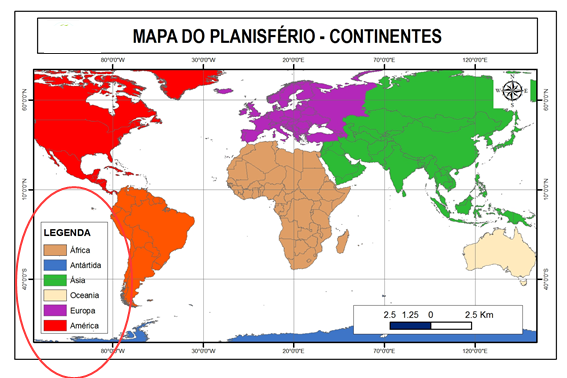 MAPA DO PLANISFÉRIO - CONTINENTES
80°0'0"W 30°0'0"W 20°0'0"E 70°0'0"E 120°0'0"E
N
W E
S
60°0'0"N 60°0'0"N
10°0'0"N 10°0'0"N
40°0'0"S 40°0'0"S
LEGENDA
África
Antártida
Ásia
Oceania
Europa
América
2.5 1.25 0 2.5 Km
80°0'0"W 30°0'0"W 20°0'0"E 70°0'0"E 120°0'0"E